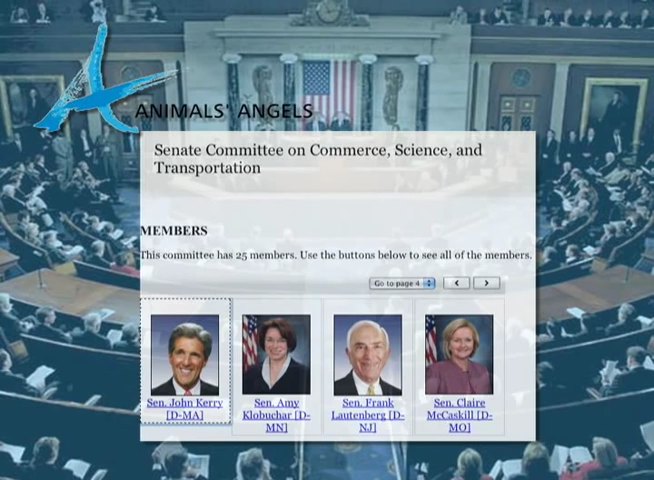 ANIMALS' ANGELS
Senate Committee on Commerce, Science, and
Transportation
MEMBERS
This committee has 25 members. Use the buttons below to see all of the members.
Go to page 4
Sen. John Kerry
[D-MA]
Sen. Amy
Klobuchar [D-
MN]
Sen. Frank
Lautenberg [D-
NJ]
Sen. Claire
McCaskill [D-
MO]